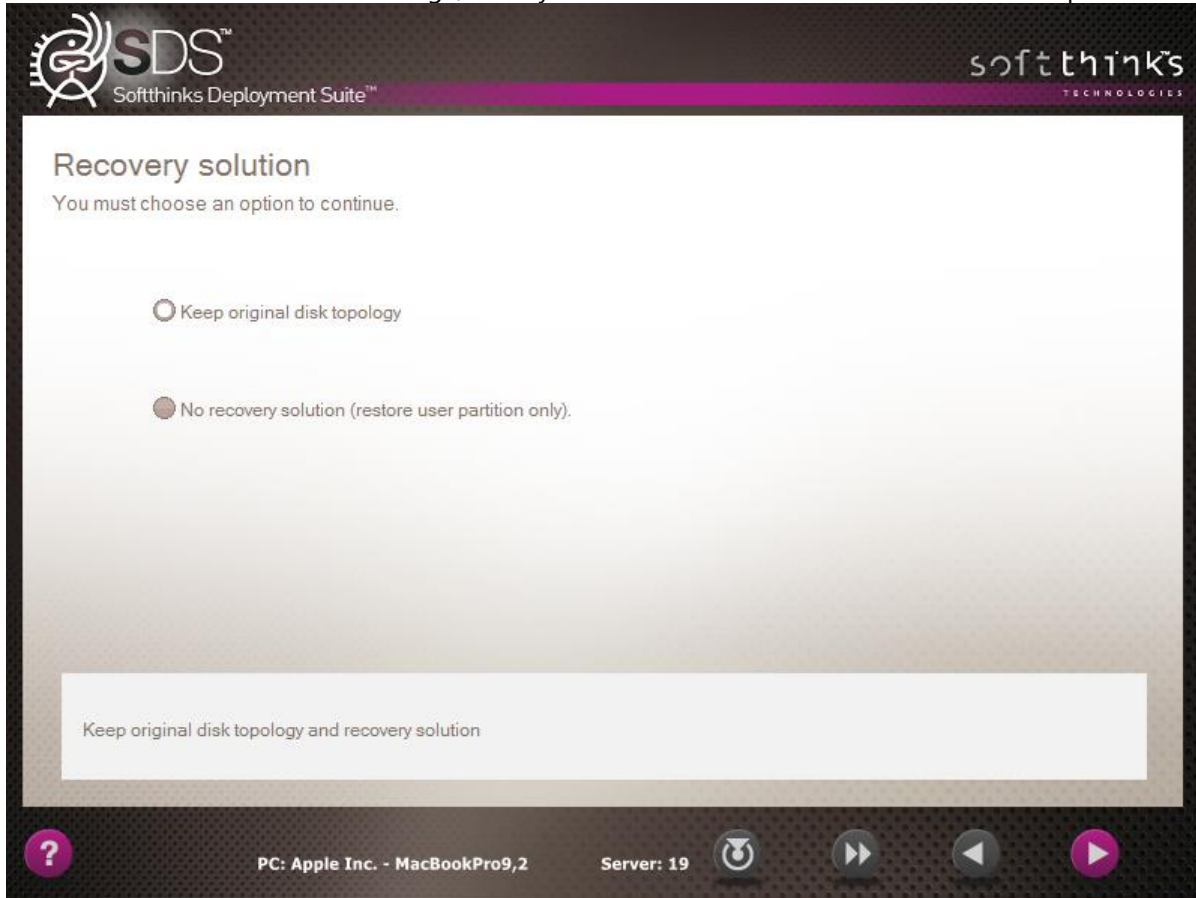 SDS™
Softthinks Deployment Suite™
softthinks™
TECHNOLOGIES
Recovery solution
You must choose an option to continue.
Keep original disk topology
No recovery solution (restore user partition only).
Keep original disk topology and recovery solution
?
PC: Apple Inc. - MacBookPro9,2 Server: 19